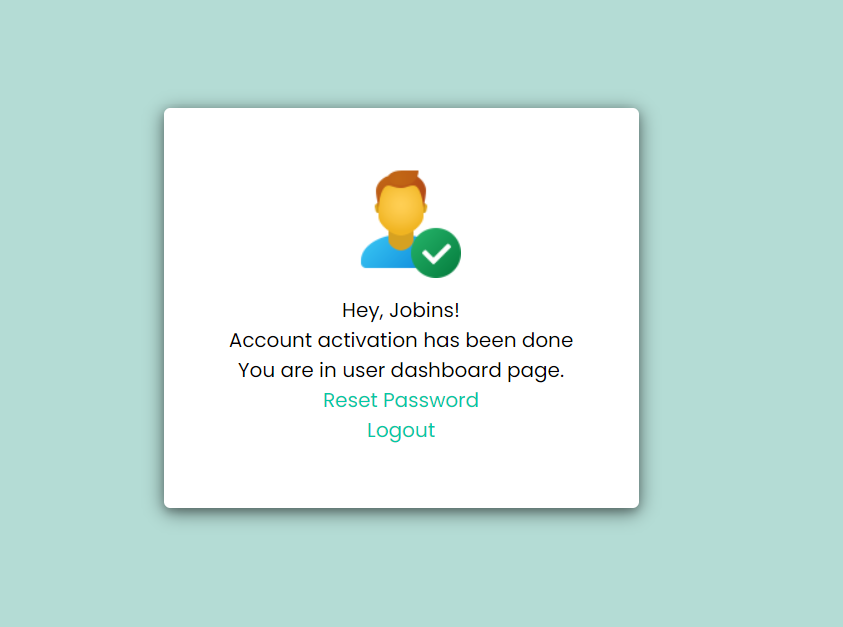 Hey, Jobins!
Account activation has been done
You are in user dashboard page.
Reset Password
Logout